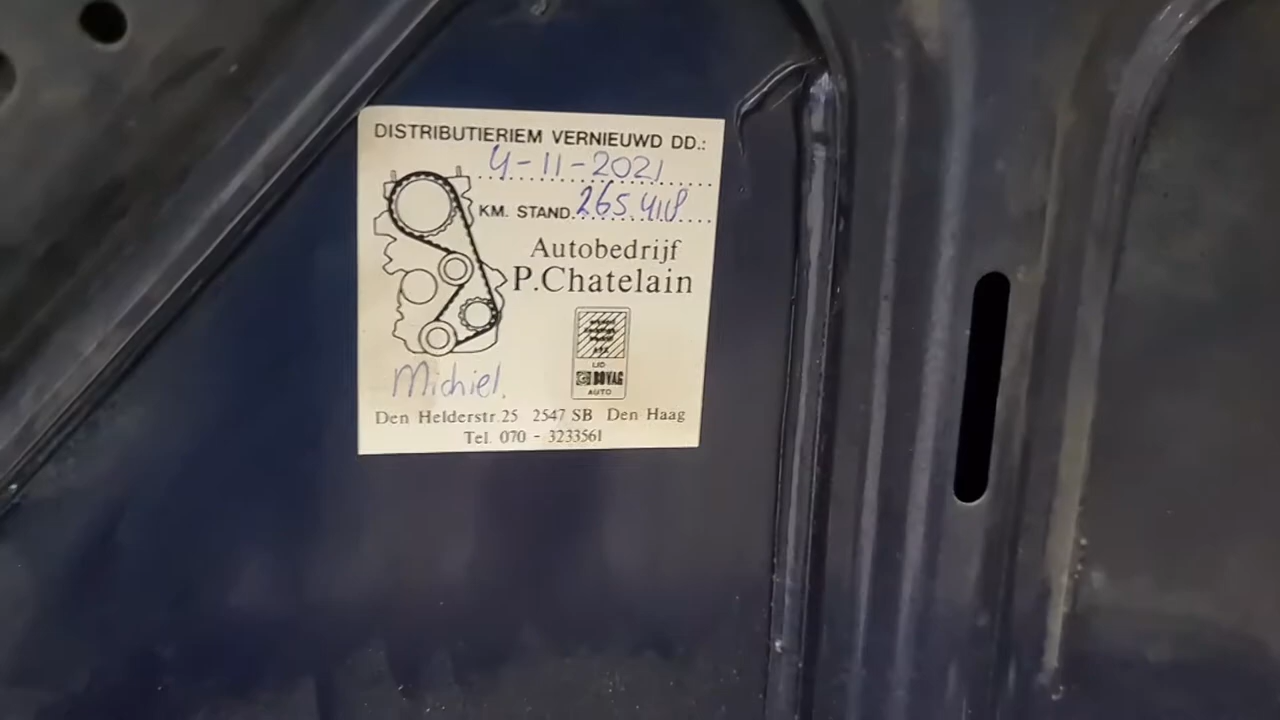 DISTRIBUTIERIEM VERNIEUWD DD.:
4-11-2021
KM. STAND. 265.418
Autobedrijf
P.Chatelain
LID
BOVAG
AUTO
Michiel.
Den Helderstr.25 2547 SB Den Haag
Tel. 070 - 3233561